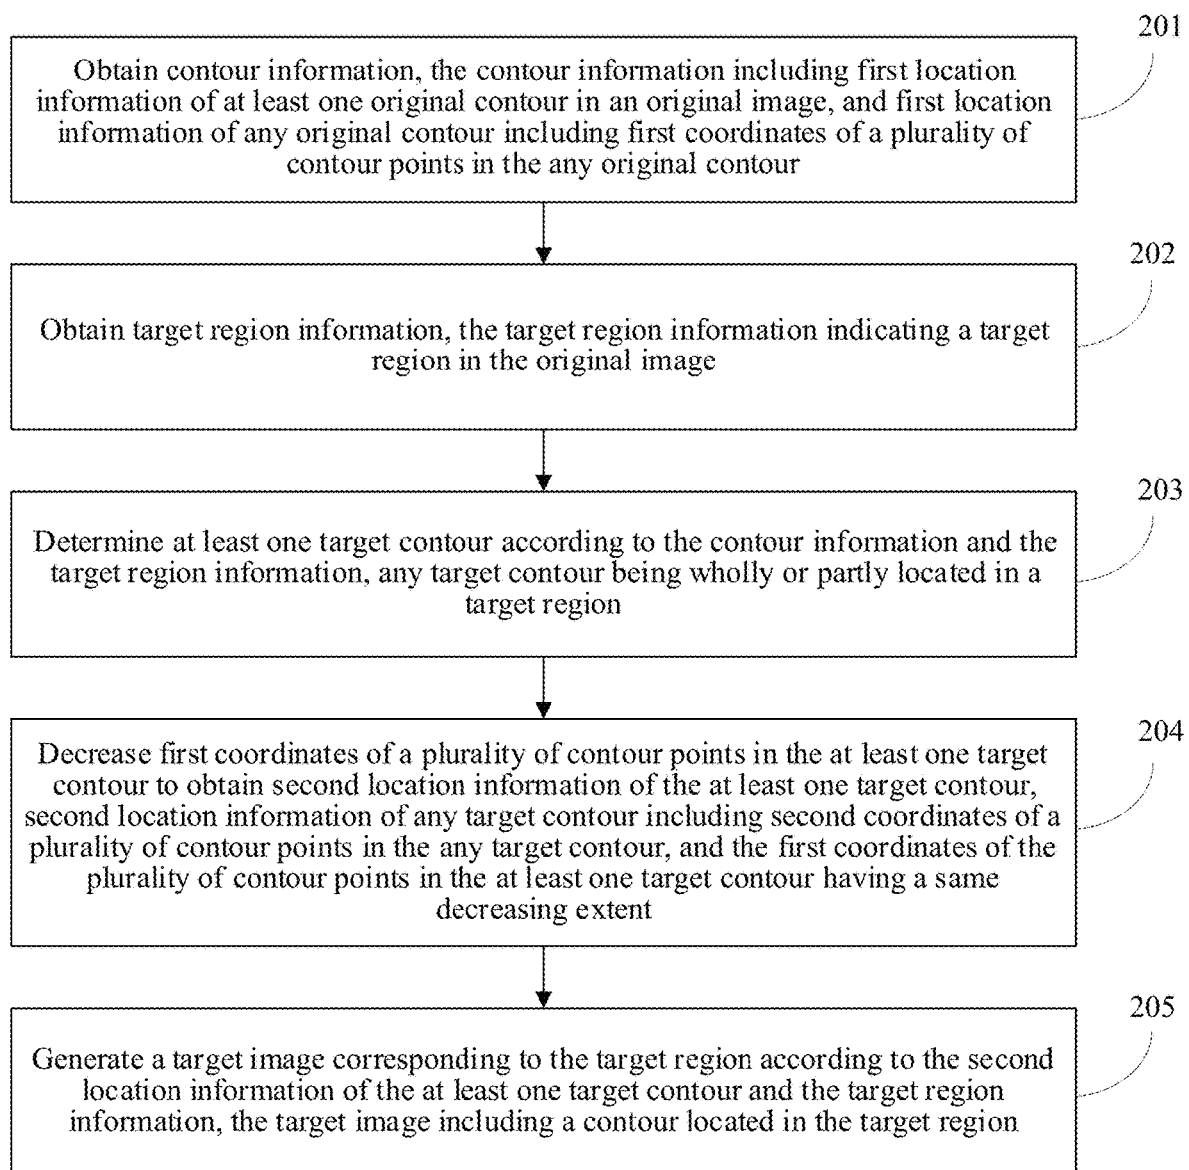 201
Obtain contour information, the contour information including first location
information of at least one original contour in an original image, and first location
information of any original contour including first coordinates of a plurality of
contour points in the any original contour
202
Obtain target region information, the target region information indicating a target
region in the original image
203
Determine at least one target contour according to the contour information and the
target region information, any target contour being wholly or partly located in a
target region
204
Decrease first coordinates of a plurality of contour points in the at least one target
contour to obtain second location information of the at least one target contour,
second location information of any target contour including second coordinates of a
plurality of contour points in the any target contour, and the first coordinates of the
plurality of contour points in the at least one target contour having a same
decreasing extent
205
Generate a target image corresponding to the target region according to the second
location information of the at least one target contour and the target region
information, the target image including a contour located in the target region